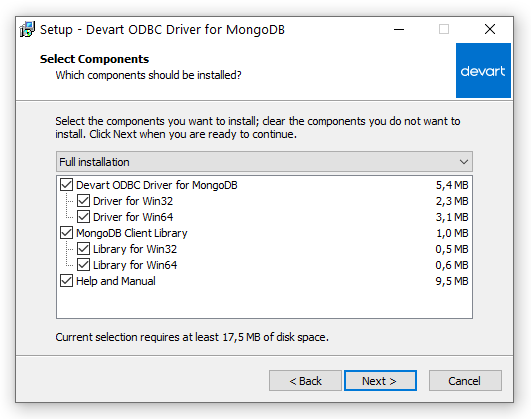 Setup - Devart ODBC Driver for MongoDB
Select Components
Which components should be installed?
devart
Select the components you want to install; clear the components you do not want to
install. Click Next when you are ready to continue.
Full installation
Devart ODBC Driver for MongoDB 5,4 MB
Driver for Win32 2,3 MB
Driver for Win64 3,1 MB
MongoDB Client Library 1,0 MB
Library for Win32 0,5 MB
Library for Win64 0,6 MB
Help and Manual 9,5 MB
Current selection requires at least 17,5 MB of disk space.
< Back Next > Cancel